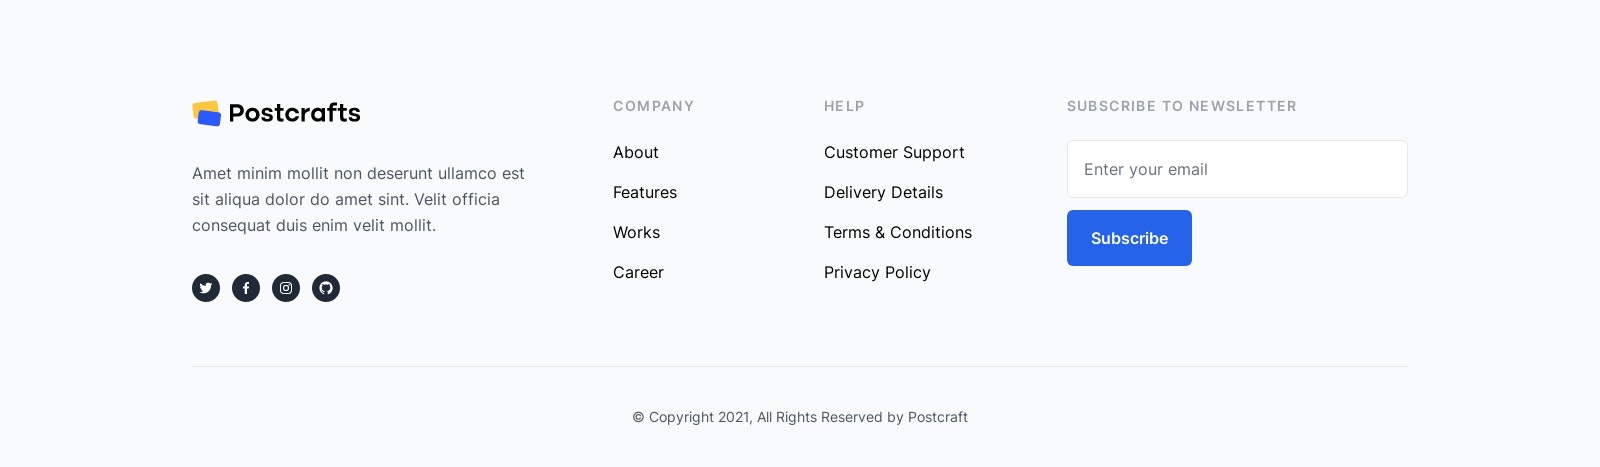 Postcrafts
Amet minim mollit non deserunt ullamco est
sit aliqua dolor do amet sint. Velit officia
consequat duis enim velit mollit.
COMPANY
About
Features
Works
Career
HELP
Customer Support
Delivery Details
Terms & Conditions
Privacy Policy
SUBSCRIBE TO NEWSLETTER
Enter your email
Subscribe
© Copyright 2021, All Rights Reserved by Postcraft